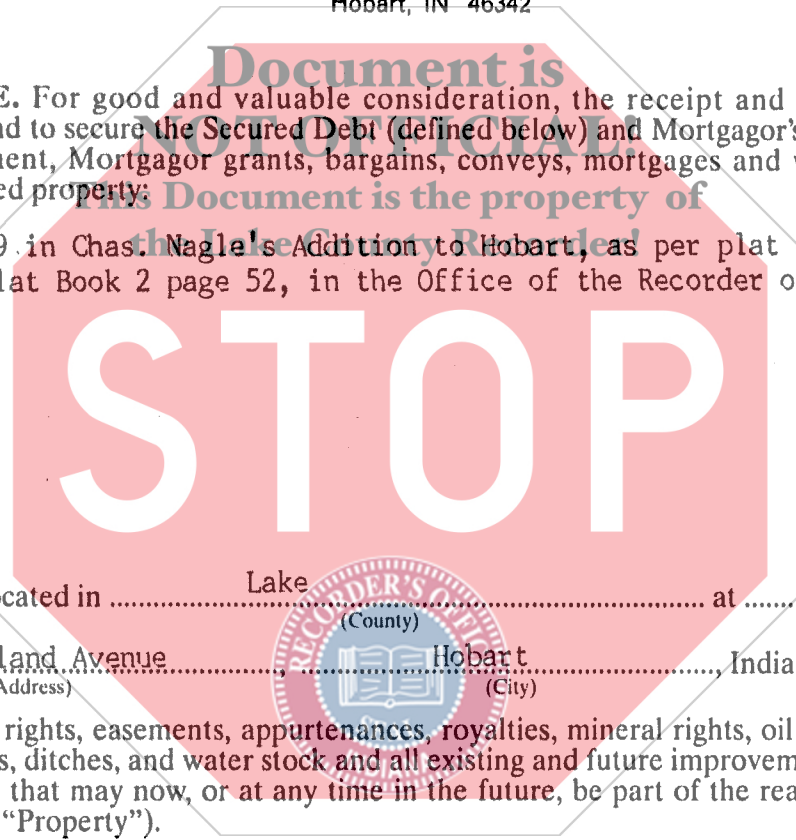 Hobart, IN 46342
Document is
E. For good and valuable consideration, the receipt and
nd to secure the Secured Debt (defined below) and Mortgagor's
NOT OFFICIAL!
ment, Mortgagor grants, bargains, conveys, mortgages and
ed property:
This Document is the property of
9 in Chas. Nagle's Addition to Hobart, as per plat
the Lake County Recorder!
lat Book 2 page 52, in the Office of the Recorder o
STOP
cated in Lake at
(County)
land Avenue , Hobart , India
Address) (City)
RECORDER'S OFFICE
rights, easements, appurtenances, royalties, mineral rights, oil
s, ditches, and water stock and all existing and future improvem
that may now, or at any time in the future, be part of the rea
"Property").